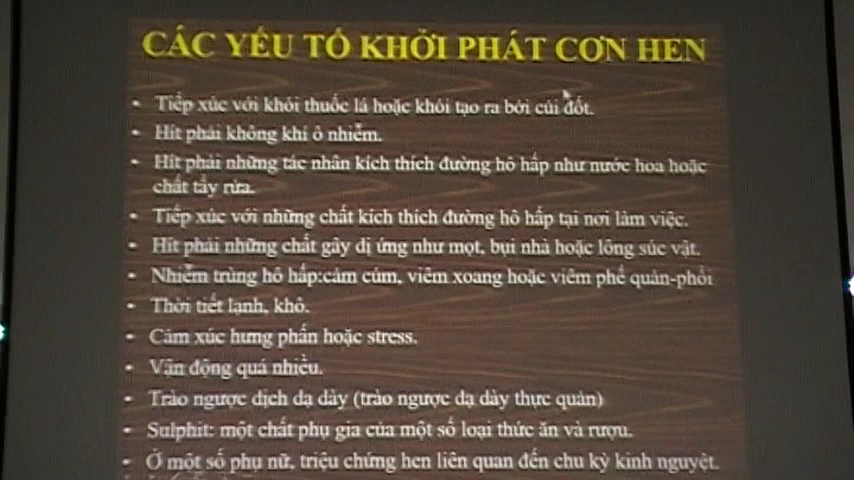 CÁC YẾU TỐ KHỞI PHÁT CƠN HEN
• Tiếp xúc với khói thuốc lá hoặc khói tạo ra bởi củi đốt.
• Hít phải không khí ô nhiễm.
• Hít phải những tác nhân kích thích đường hô hấp như nước hoa hoặc
chất tẩy rửa.
• Tiếp xúc với những chất kích thích đường hô hấp tại nơi làm việc.
• Hít phải những chất gây dị ứng như mọt, bụi nhà hoặc lông súc vật.
• Nhiễm trùng hô hấp:cảm cúm, viêm xoang hoặc viêm phế quản-phổi
• Thời tiết lạnh, khô.
• Cảm xúc hưng phấn hoặc stress.
• Vận động quá nhiều.
• Trào ngược dịch dạ dày (trào ngược dạ dày thực quản)
• Sulphit: một chất phụ gia của một số loại thức ăn và rượu.
• Ở một số phụ nữ, triệu chứng hen liên quan đến chu kỳ kinh nguyệt.